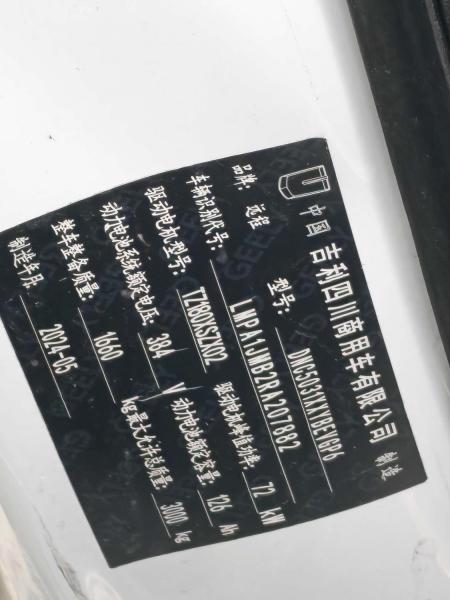 中国 吉利四川商用车有限公司 制造
品牌: 远程 型号: DNC5031XXYBEVGP6
车辆识别代号: LMPA1JMB2RA207882
驱动电机型号: TZ180XSZX02 驱动电机峰值功率: 72 kW
动力电池系统额定电压: 384 V 动力电池额定容量: 126 Ah
整车整备质量: 1660 kg 最大允许总质量: 3000 kg
制造年月: 2024-05